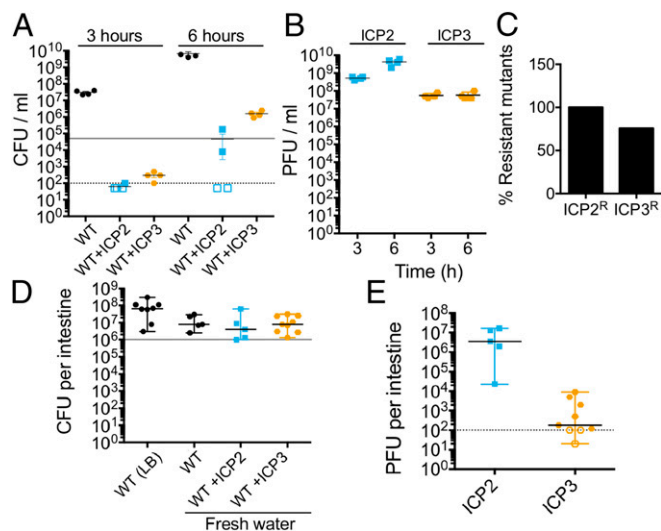 A
3 hours 6 hours
CFU / ml
10^10
10^9
10^8
10^7
10^6
10^5
10^4
10^3
10^2
10^1
10^0
WT
WT+ICP2
WT+ICP3
WT
WT+ICP2
WT+ICP3
B
ICP2 ICP3
PFU / ml
10^10
10^9
10^8
10^7
10^6
10^5
10^4
10^3
10^2
10^1
10^0
3 6 3 6
Time (h)
C
% Resistant mutants
150
100
50
0
ICP2^R
ICP3^R
D
CFU per intestine
10^9
10^8
10^7
10^6
10^5
10^4
10^3
10^2
10^1
10^0
WT (LB)
WT
WT +ICP2
WT +ICP3
Fresh water
E
PFU per intestine
10^8
10^7
10^6
10^5
10^4
10^3
10^2
10^1
10^0
ICP2
ICP3